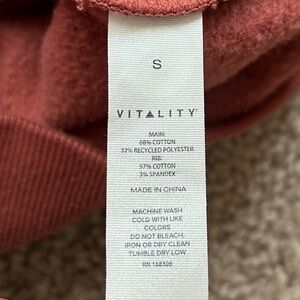 S
VITALITY
MAIN:
68% COTTON
32% RECYCLED POLYESTER
RIB:
97% COTTON
3% SPANDEX
MADE IN CHINA
MACHINE WASH
COLD WITH LIKE
COLORS
DO NOT BLEACH,
IRON OR DRY CLEAN
TUMBLE DRY LOW
RN 168306